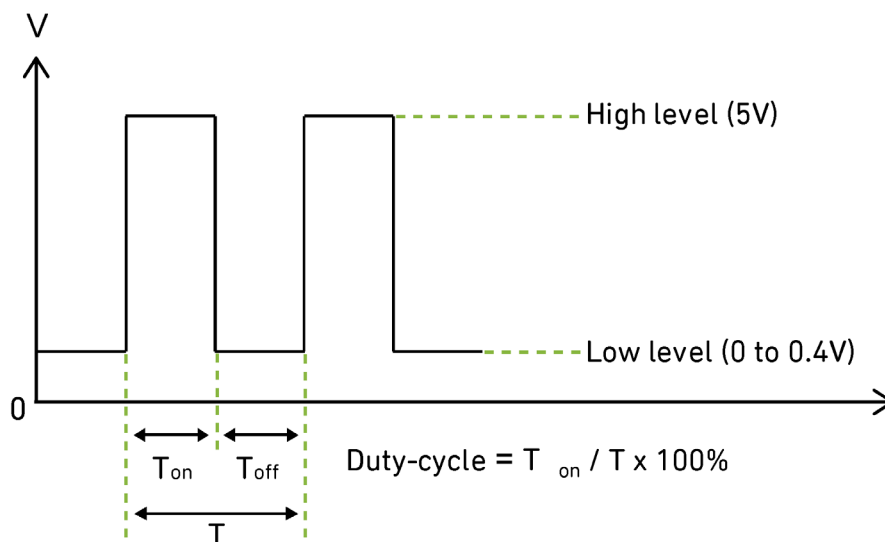 V
High level (5V)
Low level (0 to 0.4V)
0
Ton
Toff
Duty-cycle = T on / T x 100%
T